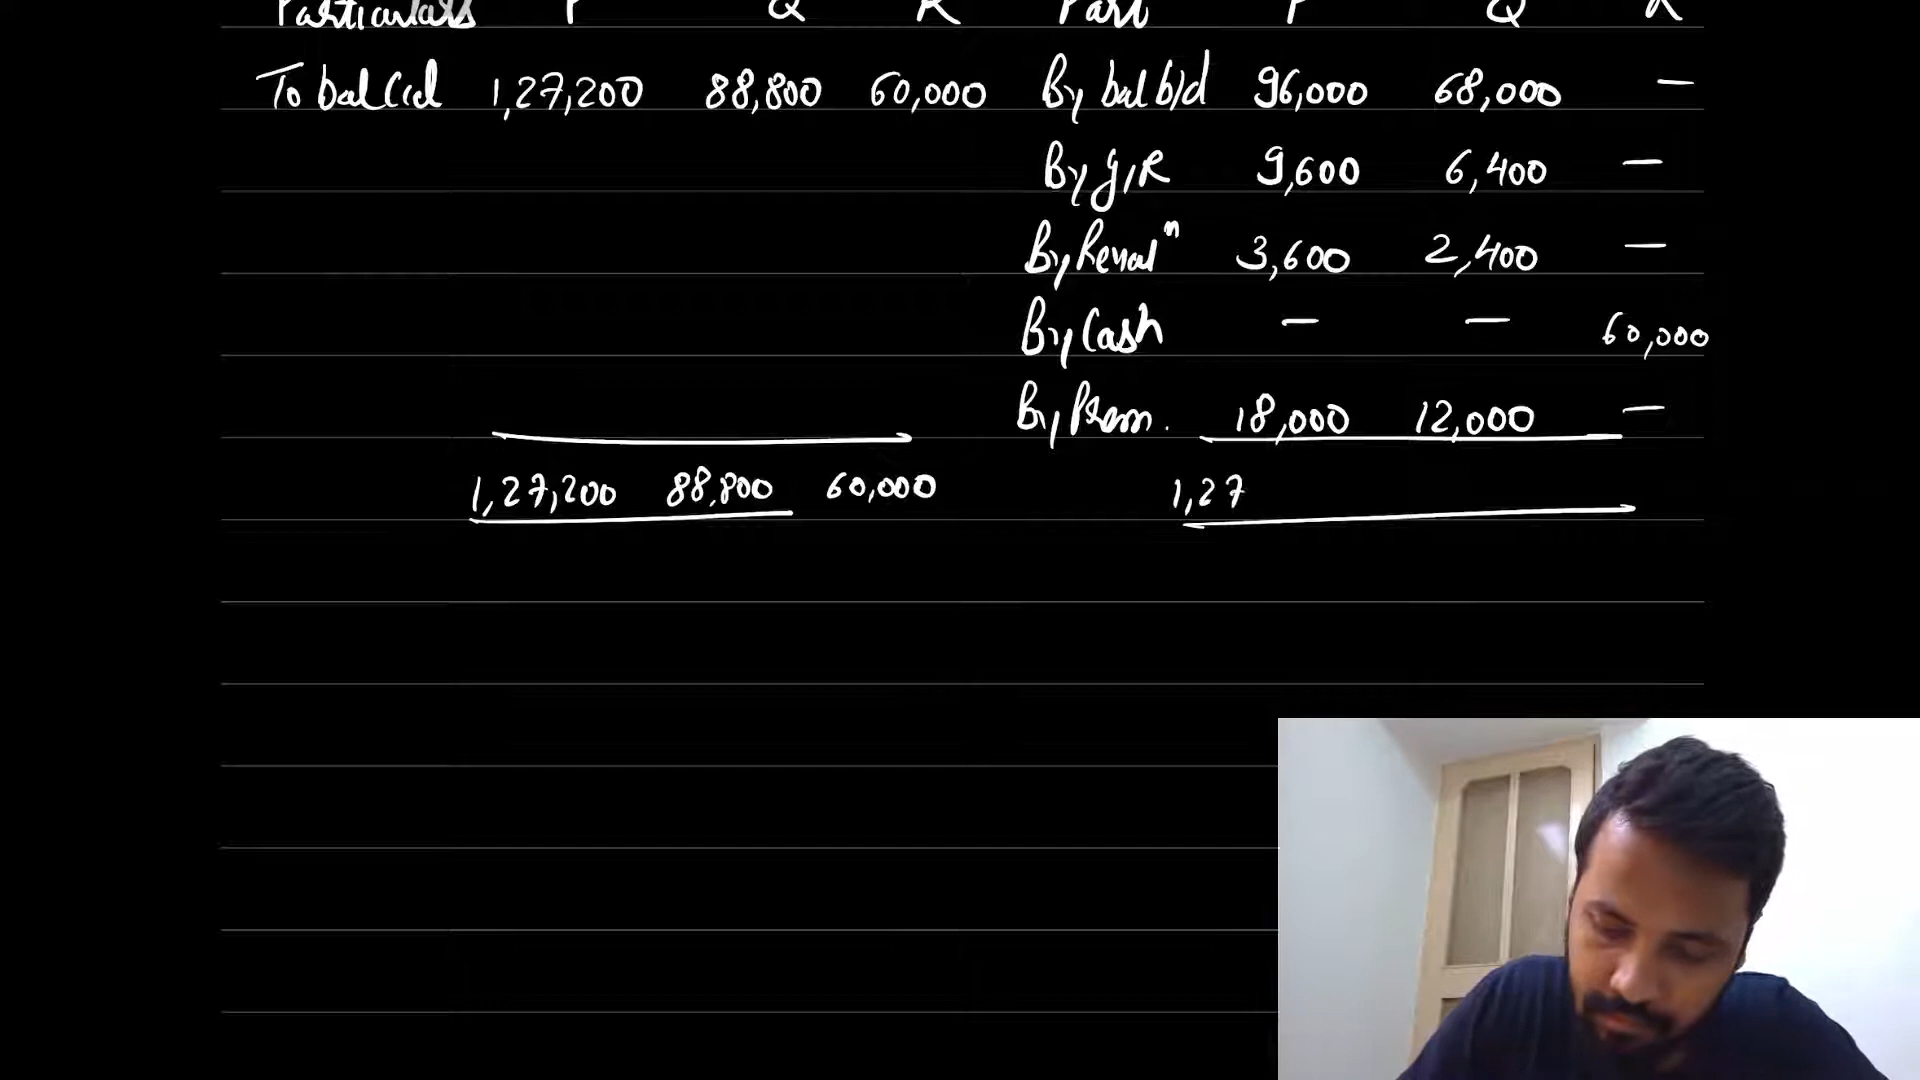 Particulars P Q R Part P Q R
To bal c/d 1,27,200 88,800 60,000 By bal b/d 96,000 68,000 —
By G/R 9,600 6,400 —
By Revalⁿ 3,600 2,400 —
By Cash — — 60,000
By Prem. 18,000 12,000 —
1,27,200 88,800 60,000 1,27